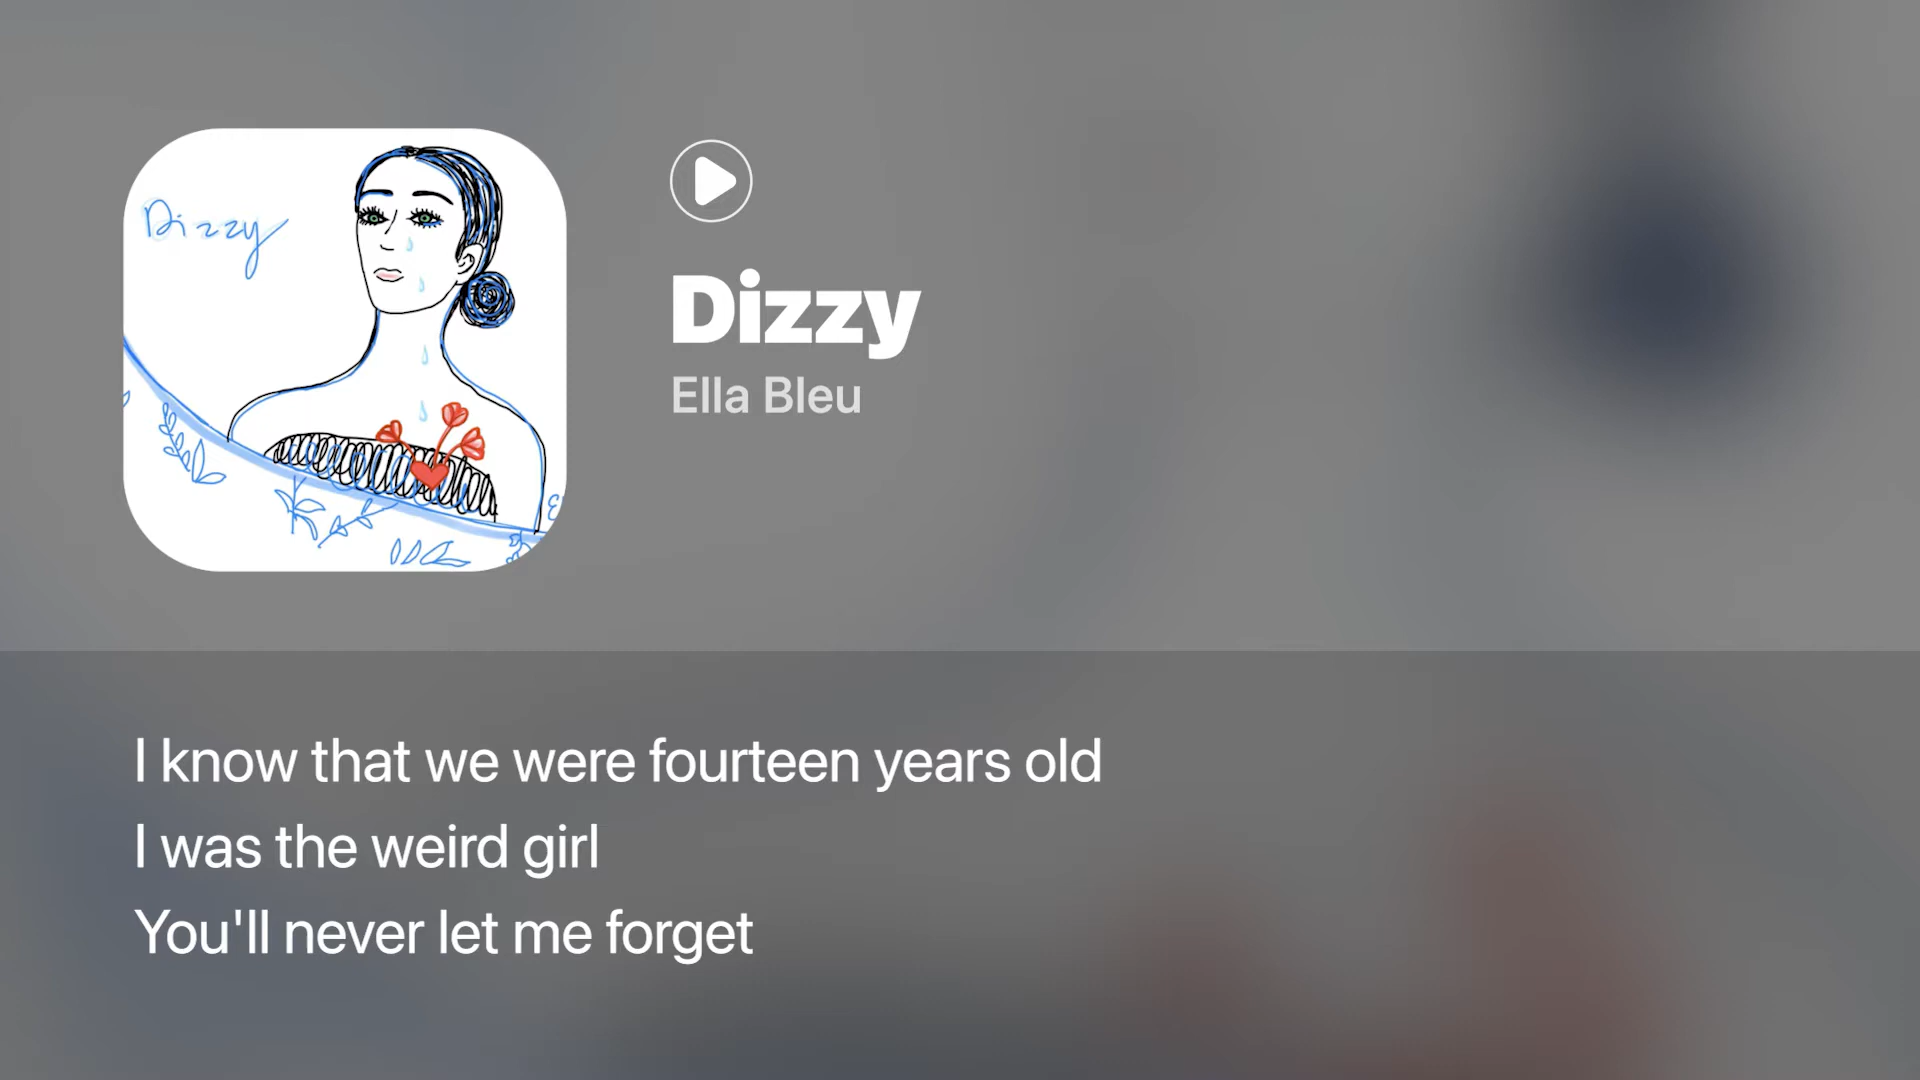 Dizzy
Dizzy
Ella Bleu
I know that we were fourteen years old
I was the weird girl
You'll never let me forget